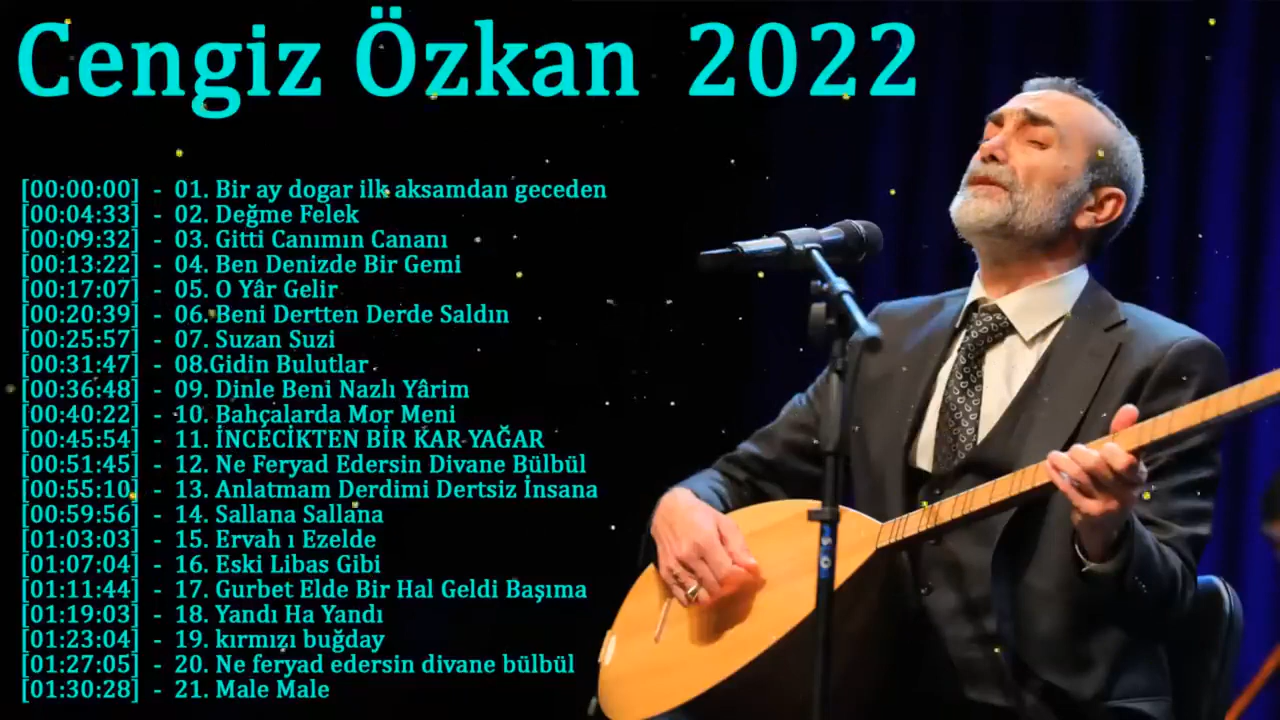 Cengiz Özkan 2022
[00:00:00] - 01. Bir ay dogar ilk aksamdan geceden
[00:04:33] - 02. Değme Felek
[00:09:32] - 03. Gitti Canımın Cananı
[00:13:22] - 04. Ben Denizde Bir Gemi
[00:17:07] - 05. O Yâr Gelir
[00:20:39] - 06. Beni Dertten Derde Saldın
[00:25:57] - 07. Suzan Suzi
[00:31:47] - 08.Gidin Bulutlar
[00:36:48] - 09. Dinle Beni Nazlı Yârim
[00:40:22] - 10. Bahçalarda Mor Meni
[00:45:54] - 11. İNCECİKTEN BİR KAR YAĞAR
[00:51:45] - 12. Ne Feryad Edersin Divane Bülbül
[00:55:10] - 13. Anlatmam Derdimi Dertsiz İnsana
[00:59:56] - 14. Sallana Sallana
[01:03:03] - 15. Ervah ı Ezelde
[01:07:04] - 16. Eski Libas Gibi
[01:11:44] - 17. Gurbet Elde Bir Hal Geldi Başıma
[01:19:03] - 18. Yandı Ha Yandı
[01:23:04] - 19. kırmızı buğday
[01:27:05] - 20. Ne feryad edersin divane bülbül
[01:30:28] - 21. Male Male